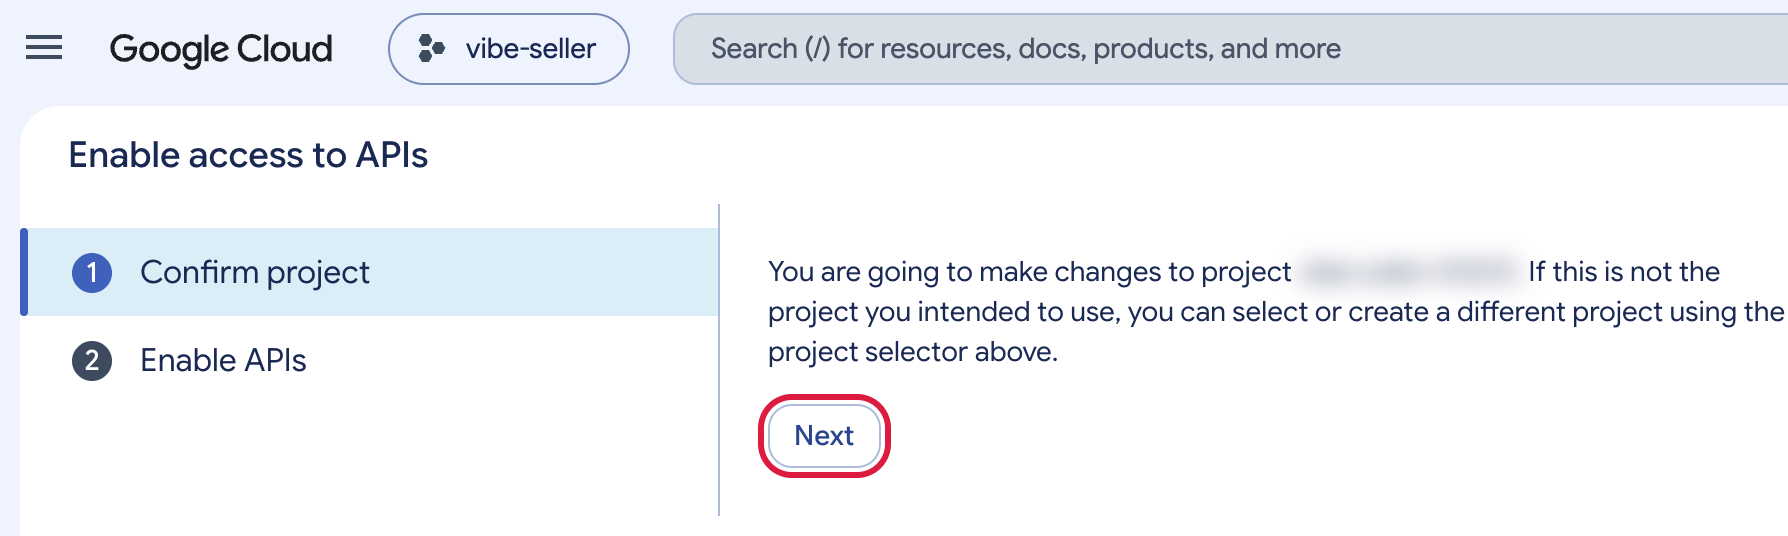 Google Cloud
vibe-seller
Search (/) for resources, docs, products, and more
Enable access to APIs
1 Confirm project
2 Enable APIs
You are going to make changes to project If this is not the
project you intended to use, you can select or create a different project using the
project selector above.
Next